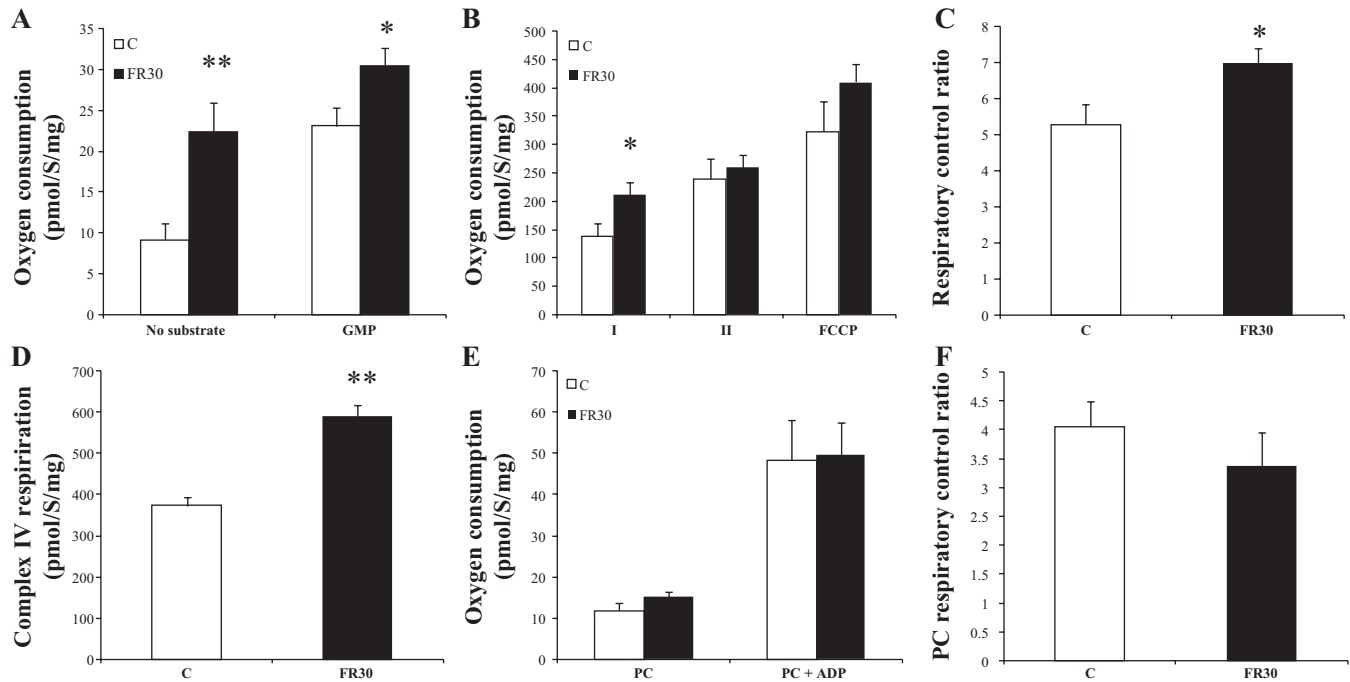 A
Oxygen consumption
(pmol/S/mg)
35
30
25
20
15
10
5
0
C
FR30
**
*
No substrate
GMP
B
Oxygen consumption
(pmol/S/mg)
500
450
400
350
300
250
200
150
100
50
0
C
FR30
*
I
II
FCCP
C
Respiratory control ratio
8
7
6
5
4
3
2
1
0
*
C
FR30
D
Complex IV respriration
(pmol/S/mg)
700
600
500
400
300
200
100
0
**
C
FR30
E
Oxygen consumption
(pmol/S/mg)
70
60
50
40
30
20
10
0
C
FR30
PC
PC + ADP
F
PC respiratory control ratio
5
4.5
4
3.5
3
2.5
2
1.5
1
0.5
0
C
FR30